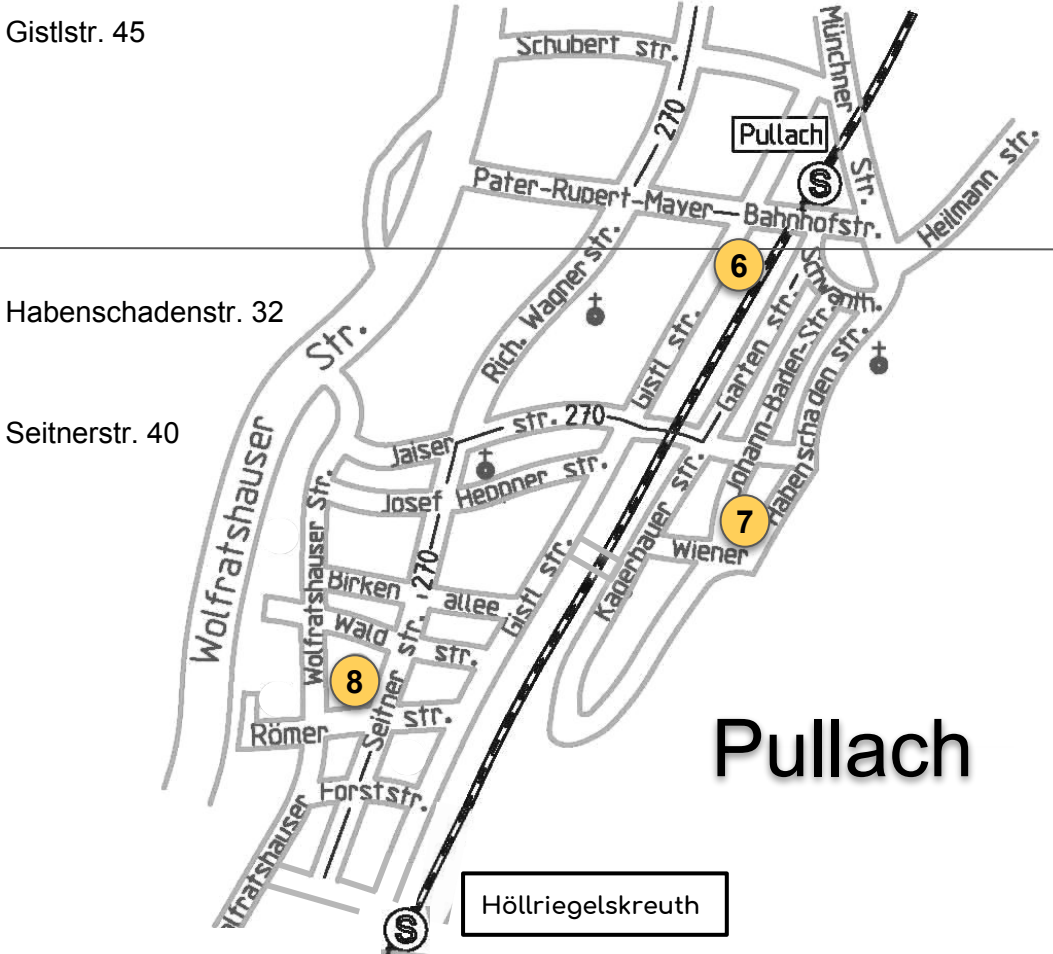 Gistlstr. 45
Schubert str.
Münchner
Str.
270
Pullach
S
Heilmann str.
Pater-Rupert-Mayer-Bahnhofstr.
6
Schwanth.
Habenschadenstr. 32
Str.
Rich. Wagner str.
Gistl str.
Garten str.
Johann-Bader-Str.
Habenschaden str.
Seitnerstr. 40
Jaiser str. 270
Wolfratshauser
Josef Heppner str.
Wolfratshauser Str.
7
Wiener
Kagerhauer str.
Gistl str.
270
Birken allee
Wald str.
8
Seitner str.
Römer str.
Pullach
Forststr.
lfratshauser
Höllriegelskreuth
S